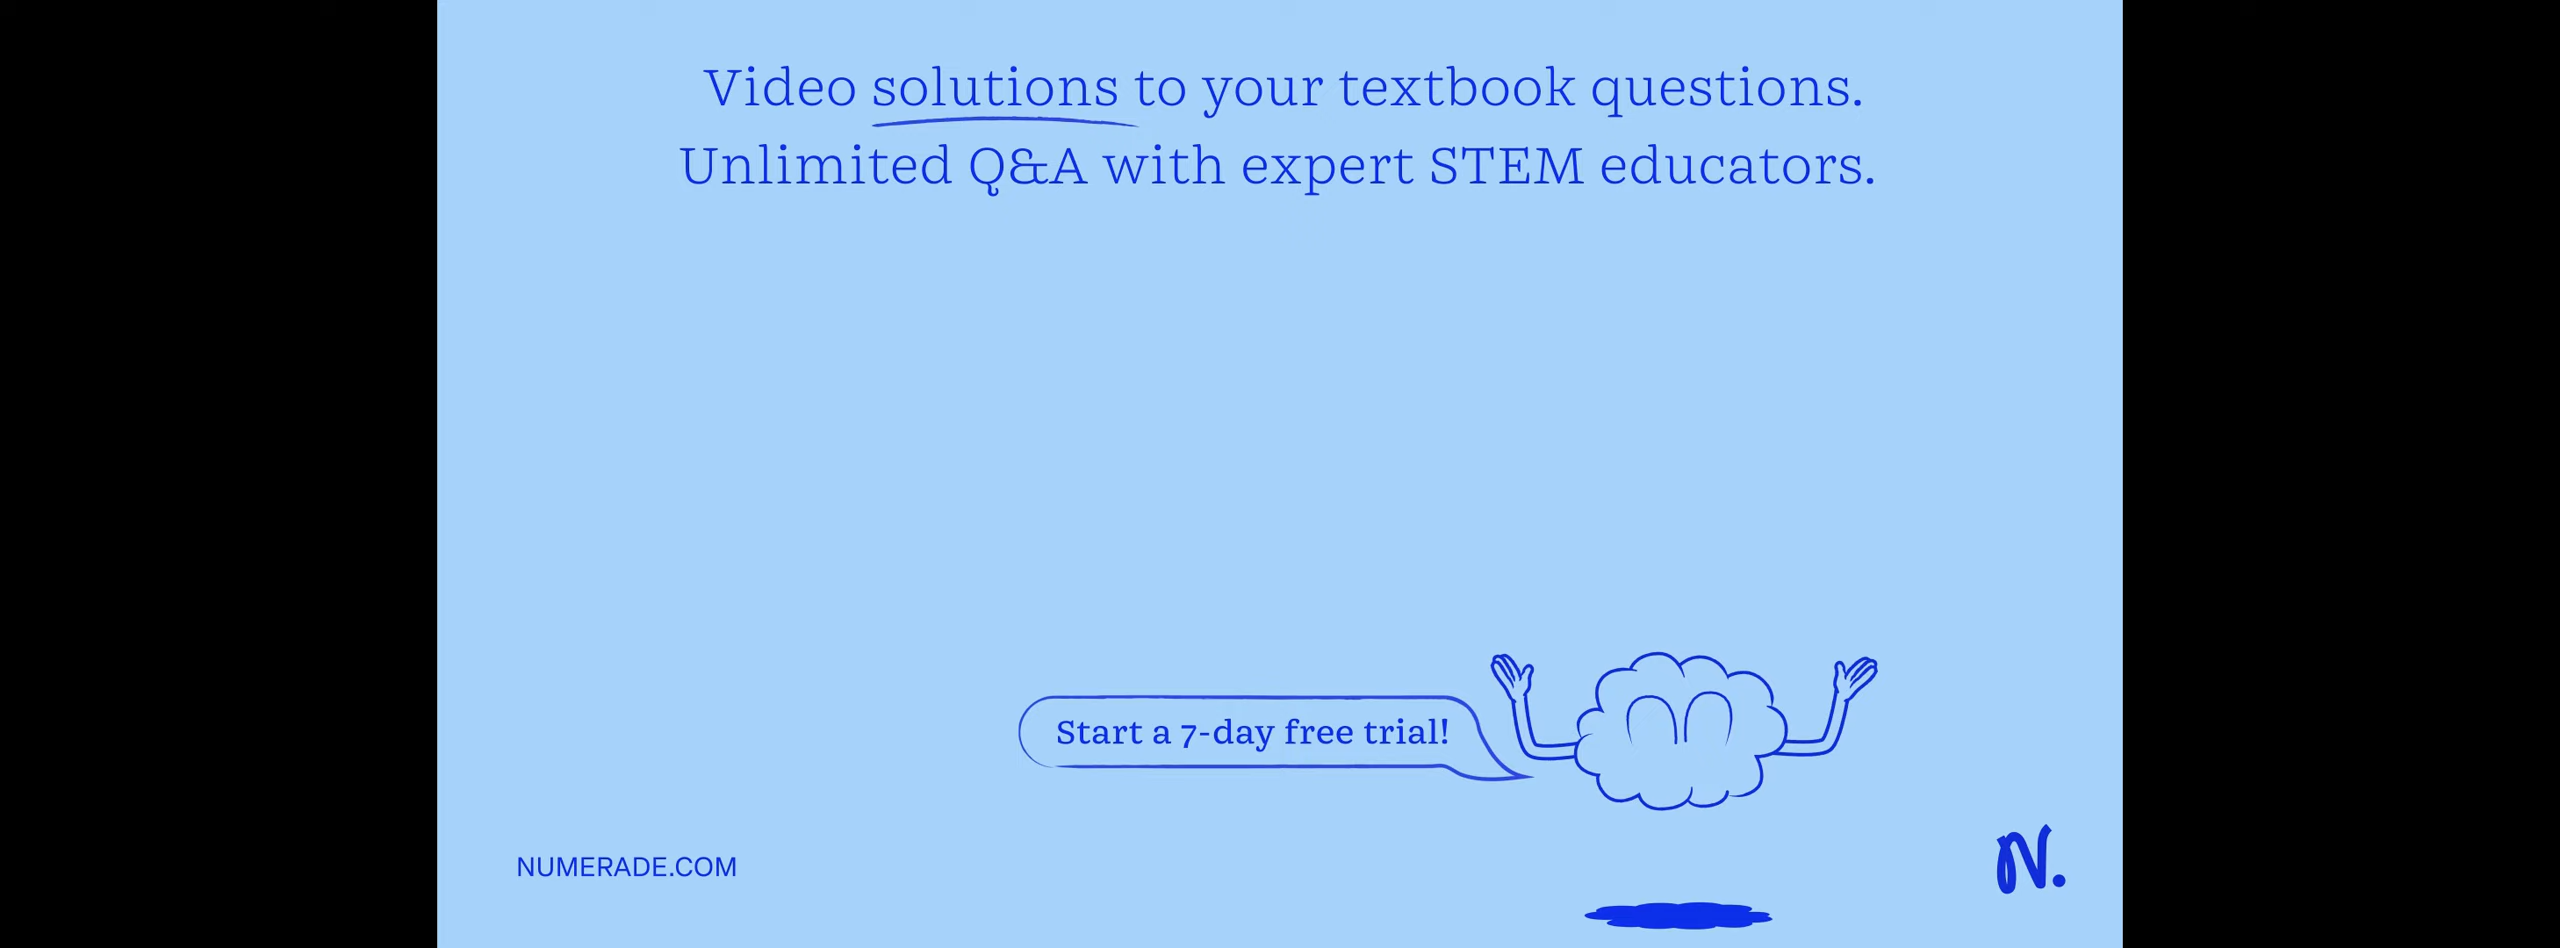 Video solutions to your textbook questions.
Unlimited Q&A with expert STEM educators.
Start a 7-day free trial!
NUMERADE.COM
N.